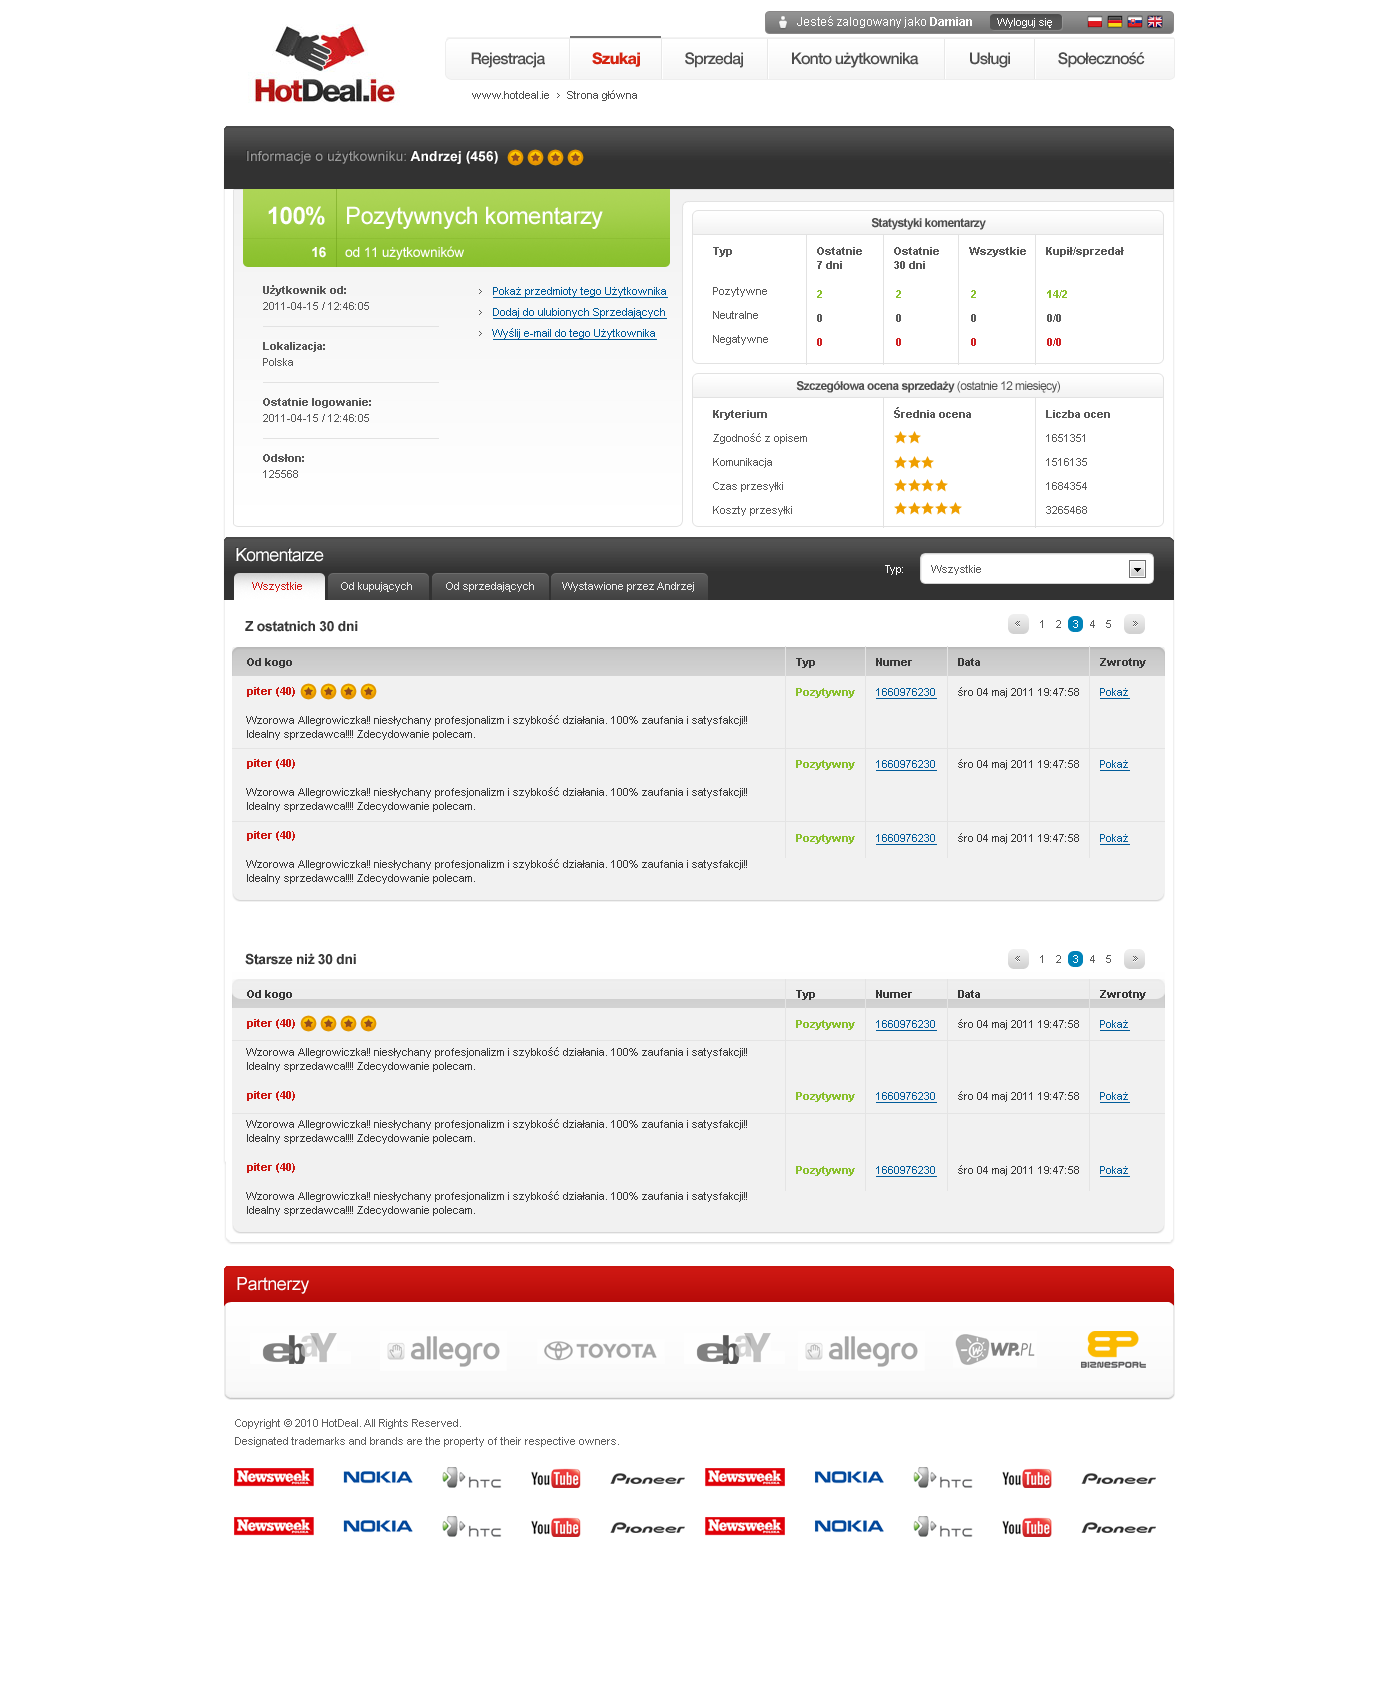 Jesteś zalogowany jako Damian Wyloguj się
HotDeal.ie
Rejestracja Szukaj Sprzedaj Konto użytkownika Usługi Społeczność
www.hotdeal.ie › Strona główna
Informacje o użytkowniku: Andrzej (456)
100% Pozytywnych komentarzy
16 od 11 użytkowników
Użytkownik od:
2011-04-15 / 12:46:05
Lokalizacja:
Polska
Ostatnie logowanie:
2011-04-15 / 12:46:05
Odsłon:
125568
› Pokaż przedmioty tego Użytkownika
› Dodaj do ulubionych Sprzedających
› Wyślij e-mail do tego Użytkownika
Statystyki komentarzy
Typ Ostatnie 7 dni Ostatnie 30 dni Wszystkie Kupił/sprzedał
Pozytywne 2 2 2 14/2
Neutralne 0 0 0 0/0
Negatywne 0 0 0 0/0
Szczegółowa ocena sprzedaży (ostatnie 12 miesięcy)
Kryterium Średnia ocena Liczba ocen
Zgodność z opisem 1651351
Komunikacja 1516135
Czas przesyłki 1684354
Koszty przesyłki 3265468
Komentarze
Typ: Wszystkie
Wszystkie Od kupujących Od sprzedających Wystawione przez Andrzej
Z ostatnich 30 dni
« 1 2 3 4 5 »
Od kogo Typ Numer Data Zwrotny
piter (40) Pozytywny 1660976230 śro 04 maj 2011 19:47:58 Pokaż
Wzorowa Allegrowiczka!! niesłychany profesjonalizm i szybkość działania. 100% zaufania i satysfakcji!!
Idealny sprzedawca!!!! Zdecydowanie polecam.
piter (40) Pozytywny 1660976230 śro 04 maj 2011 19:47:58 Pokaż
Wzorowa Allegrowiczka!! niesłychany profesjonalizm i szybkość działania. 100% zaufania i satysfakcji!!
Idealny sprzedawca!!!! Zdecydowanie polecam.
piter (40) Pozytywny 1660976230 śro 04 maj 2011 19:47:58 Pokaż
Wzorowa Allegrowiczka!! niesłychany profesjonalizm i szybkość działania. 100% zaufania i satysfakcji!!
Idealny sprzedawca!!!! Zdecydowanie polecam.
Starsze niż 30 dni
« 1 2 3 4 5 »
Od kogo Typ Numer Data Zwrotny
piter (40) Pozytywny 1660976230 śro 04 maj 2011 19:47:58 Pokaż
Wzorowa Allegrowiczka!! niesłychany profesjonalizm i szybkość działania. 100% zaufania i satysfakcji!!
Idealny sprzedawca!!!! Zdecydowanie polecam.
piter (40) Pozytywny 1660976230 śro 04 maj 2011 19:47:58 Pokaż
Wzorowa Allegrowiczka!! niesłychany profesjonalizm i szybkość działania. 100% zaufania i satysfakcji!!
Idealny sprzedawca!!!! Zdecydowanie polecam.
piter (40) Pozytywny 1660976230 śro 04 maj 2011 19:47:58 Pokaż
Wzorowa Allegrowiczka!! niesłychany profesjonalizm i szybkość działania. 100% zaufania i satysfakcji!!
Idealny sprzedawca!!!! Zdecydowanie polecam.
Partnerzy
ebaY allegro TOYOTA ebaY allegro WP.PL BIZNESPORT
Copyright © 2010 HotDeal. All Rights Reserved.
Designated trademarks and brands are the property of their respective owners.
Newsweek POLSKA NOKIA hTC YouTube Pioneer Newsweek POLSKA NOKIA hTC YouTube Pioneer
Newsweek POLSKA NOKIA hTC YouTube Pioneer Newsweek POLSKA NOKIA hTC YouTube Pioneer